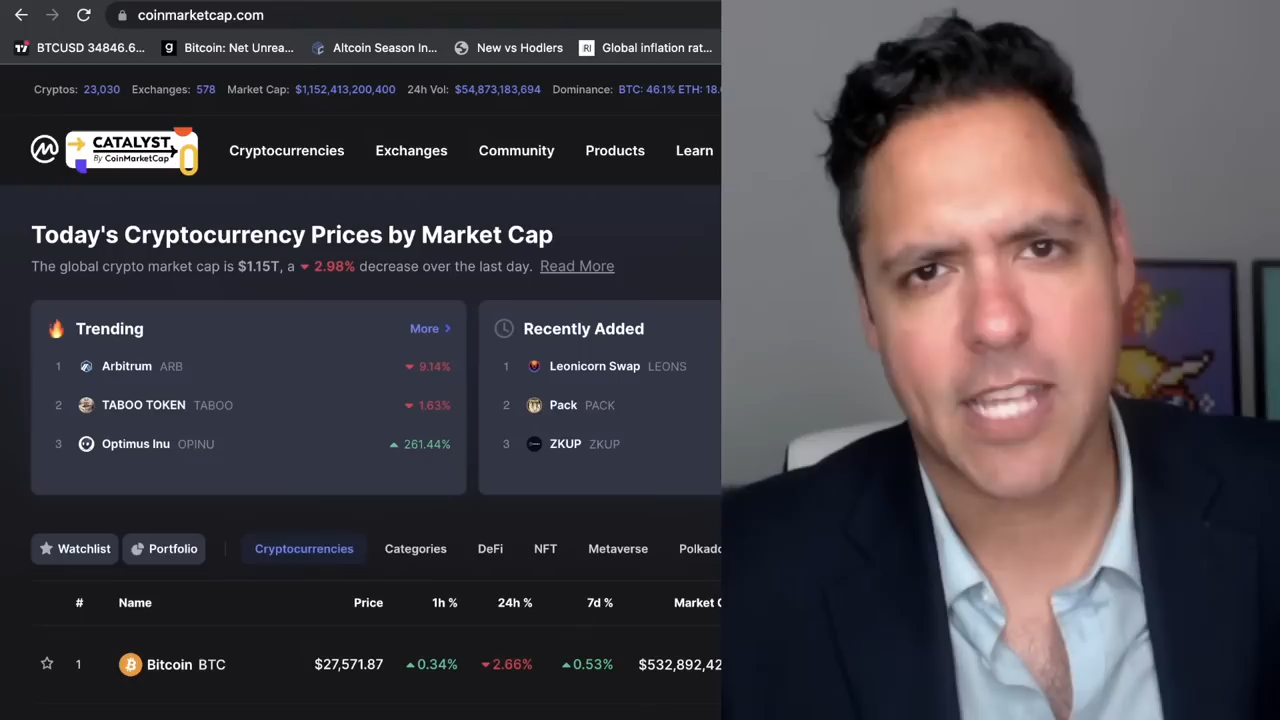 coinmarketcap.com
BTCUSD 34846.6... Bitcoin: Net Unrea... Altcoin Season In... New vs Hodlers Global inflation rat...
Cryptos: 23,030 Exchanges: 578 Market Cap: $1,152,413,200,400 24h Vol: $54,873,183,694 Dominance: BTC: 46.1% ETH: 18.
CATALYST
By CoinMarketCap
Cryptocurrencies Exchanges Community Products Learn
Today's Cryptocurrency Prices by Market Cap
The global crypto market cap is $1.15T, a 2.98% decrease over the last day. Read More
Trending More
Recently Added
1 Arbitrum ARB 9.14%
1 Leonicorn Swap LEONS
2 TABOO TOKEN TABOO 1.63%
2 Pack PACK
3 Optimus Inu OPINU 261.44%
3 ZKUP ZKUP
Watchlist Portfolio Cryptocurrencies Categories DeFi NFT Metaverse Polkado
# Name Price 1h % 24h % 7d % Market C
1 Bitcoin BTC $27,571.87 0.34% 2.66% 0.53% $532,892,42